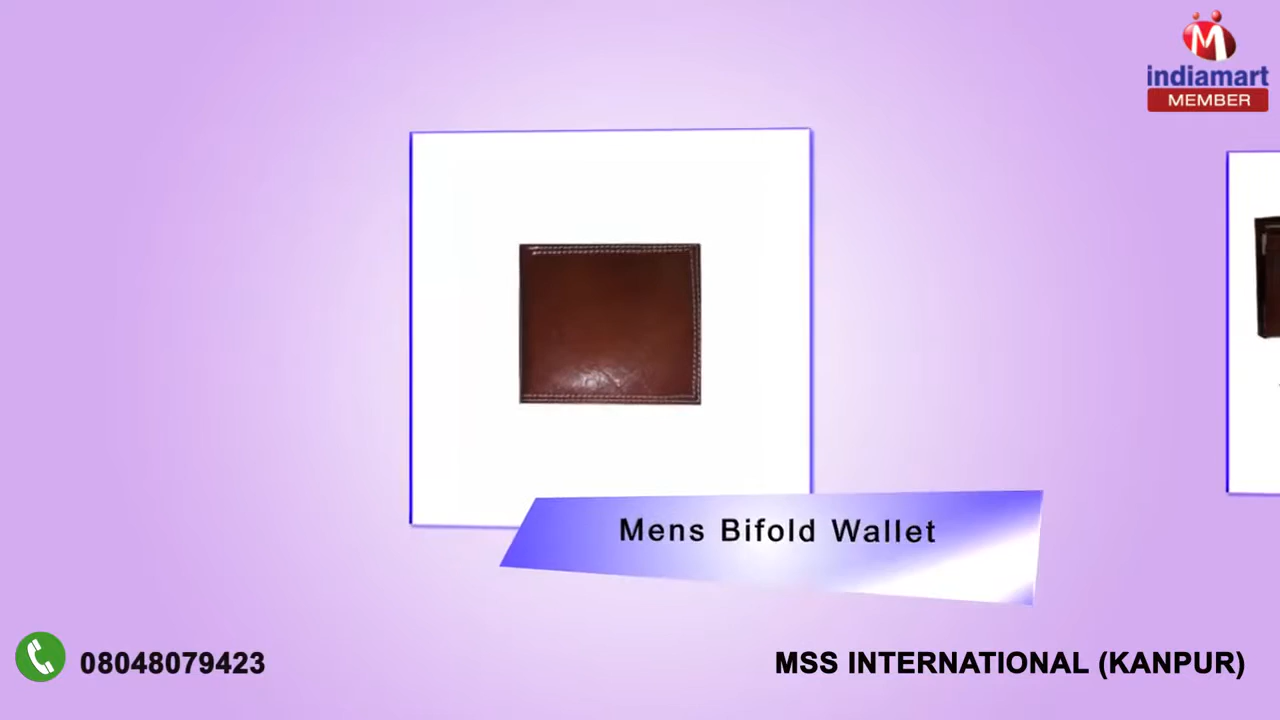 indiamart
MEMBER
Mens Bifold Wallet
08048079423
MSS INTERNATIONAL (KANPUR)